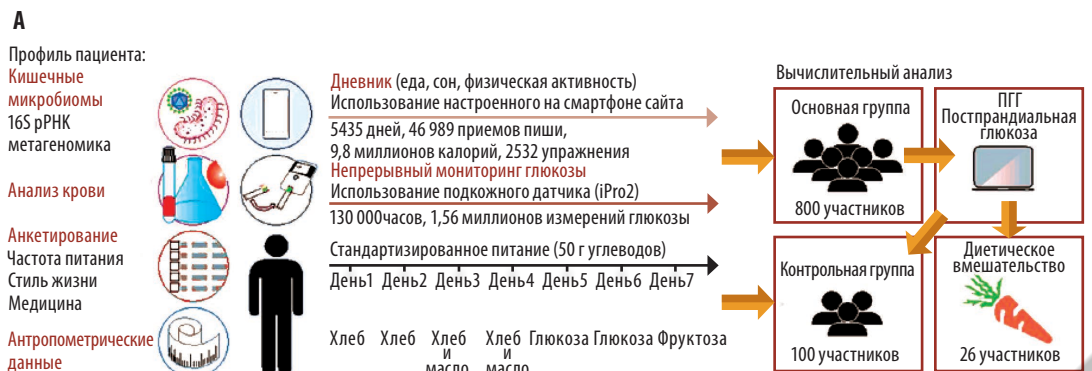 А
Профиль пациента:
Кишечные
микробиомы
16S рРНК
метагеномика
Анализ крови
Анкетирование
Частота питания
Стиль жизни
Медицина
Антропометрические
данные
Дневник (еда, сон, физическая активность)
Использование настроенного на смартфоне сайта
5435 дней, 46 989 приемов пиши,
9,8 миллионов калорий, 2532 упражнения
Непрерывный мониторинг глюкозы
Использование подкожного датчика (iPro2)
130 000часов, 1,56 миллионов измерений глюкозы
Стандартизированное питание (50 г углеводов)
День1 День2 День3 День4 День5 День6 День7
Хлеб Хлеб Хлеб и масло Хлеб и масло Глюкоза Глюкоза Фруктоза
Вычислительный анализ
Основная группа
800 участников
ПГГ
Постпрандиальная
глюкоза
Контрольная группа
100 участников
Диетическое
вмешательство
26 участников